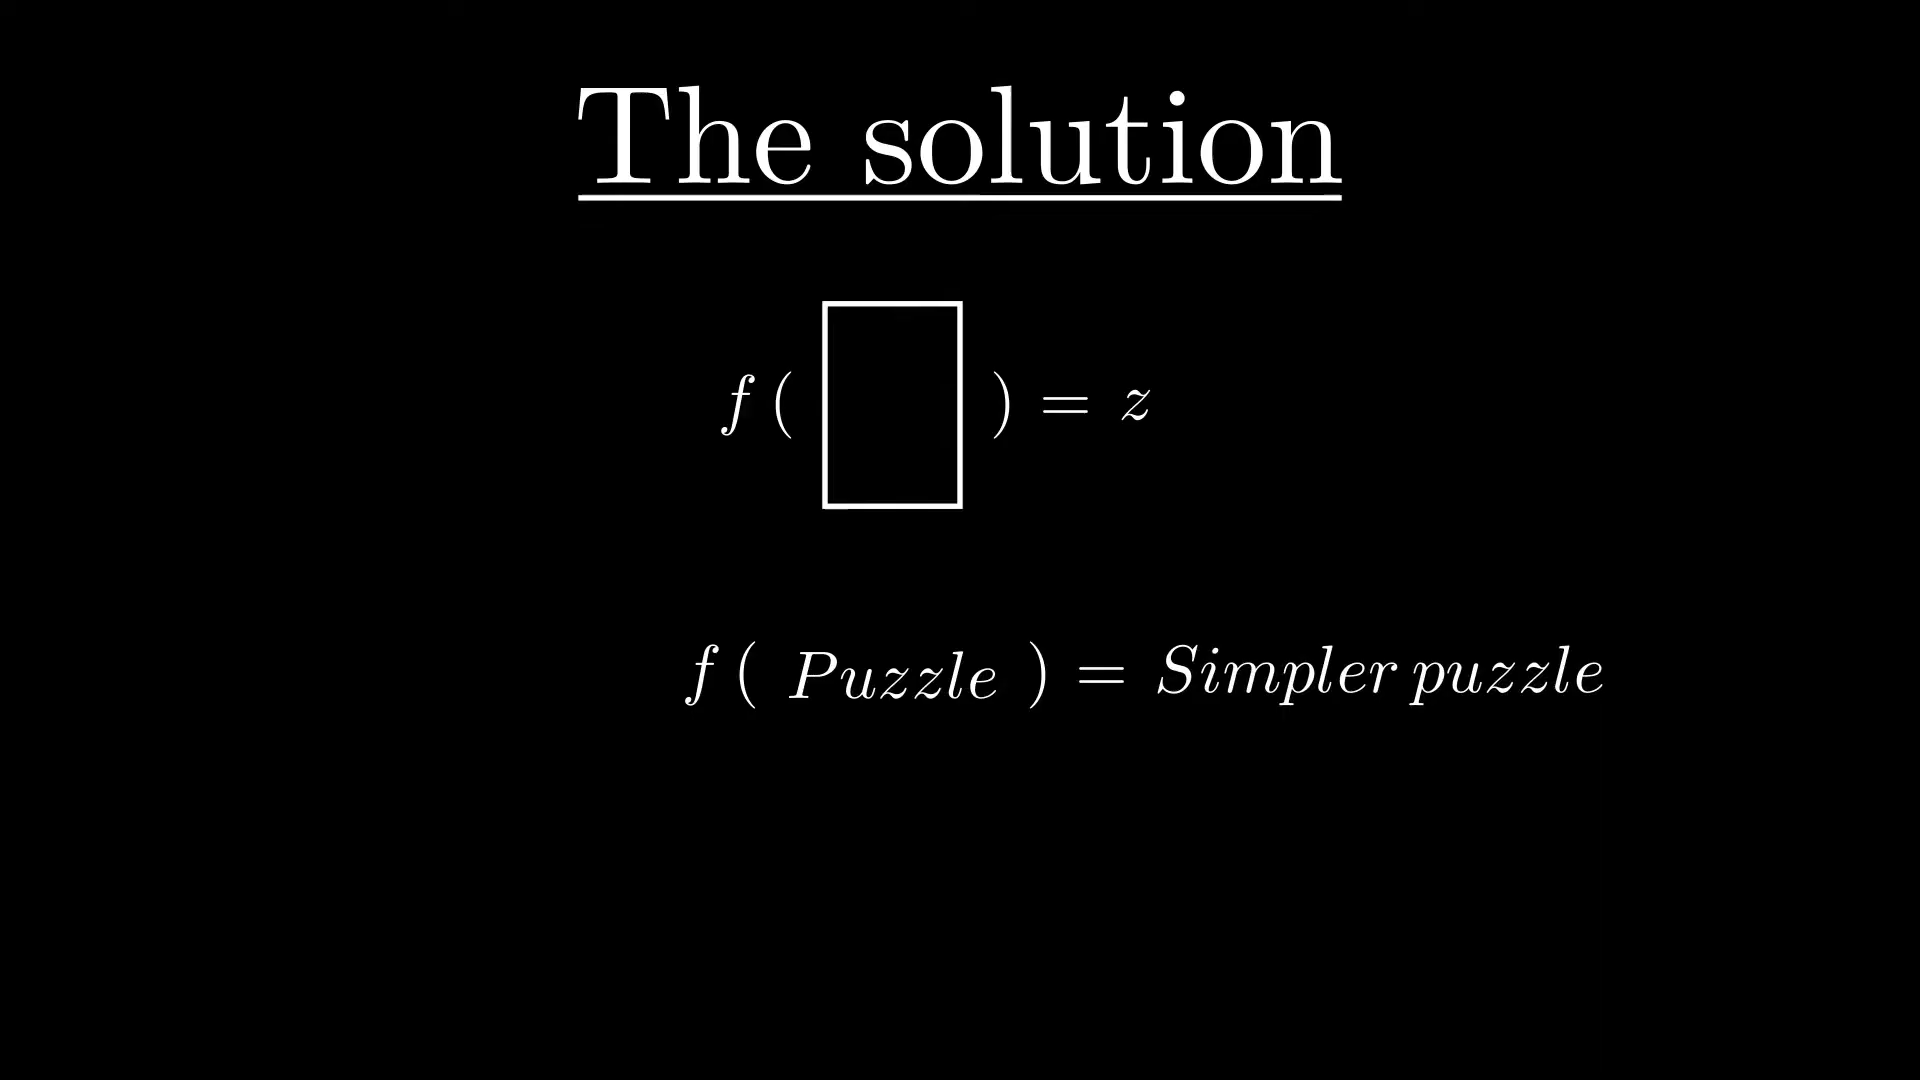 The solution
f ( ) = z
f ( Puzzle ) = Simpler puzzle